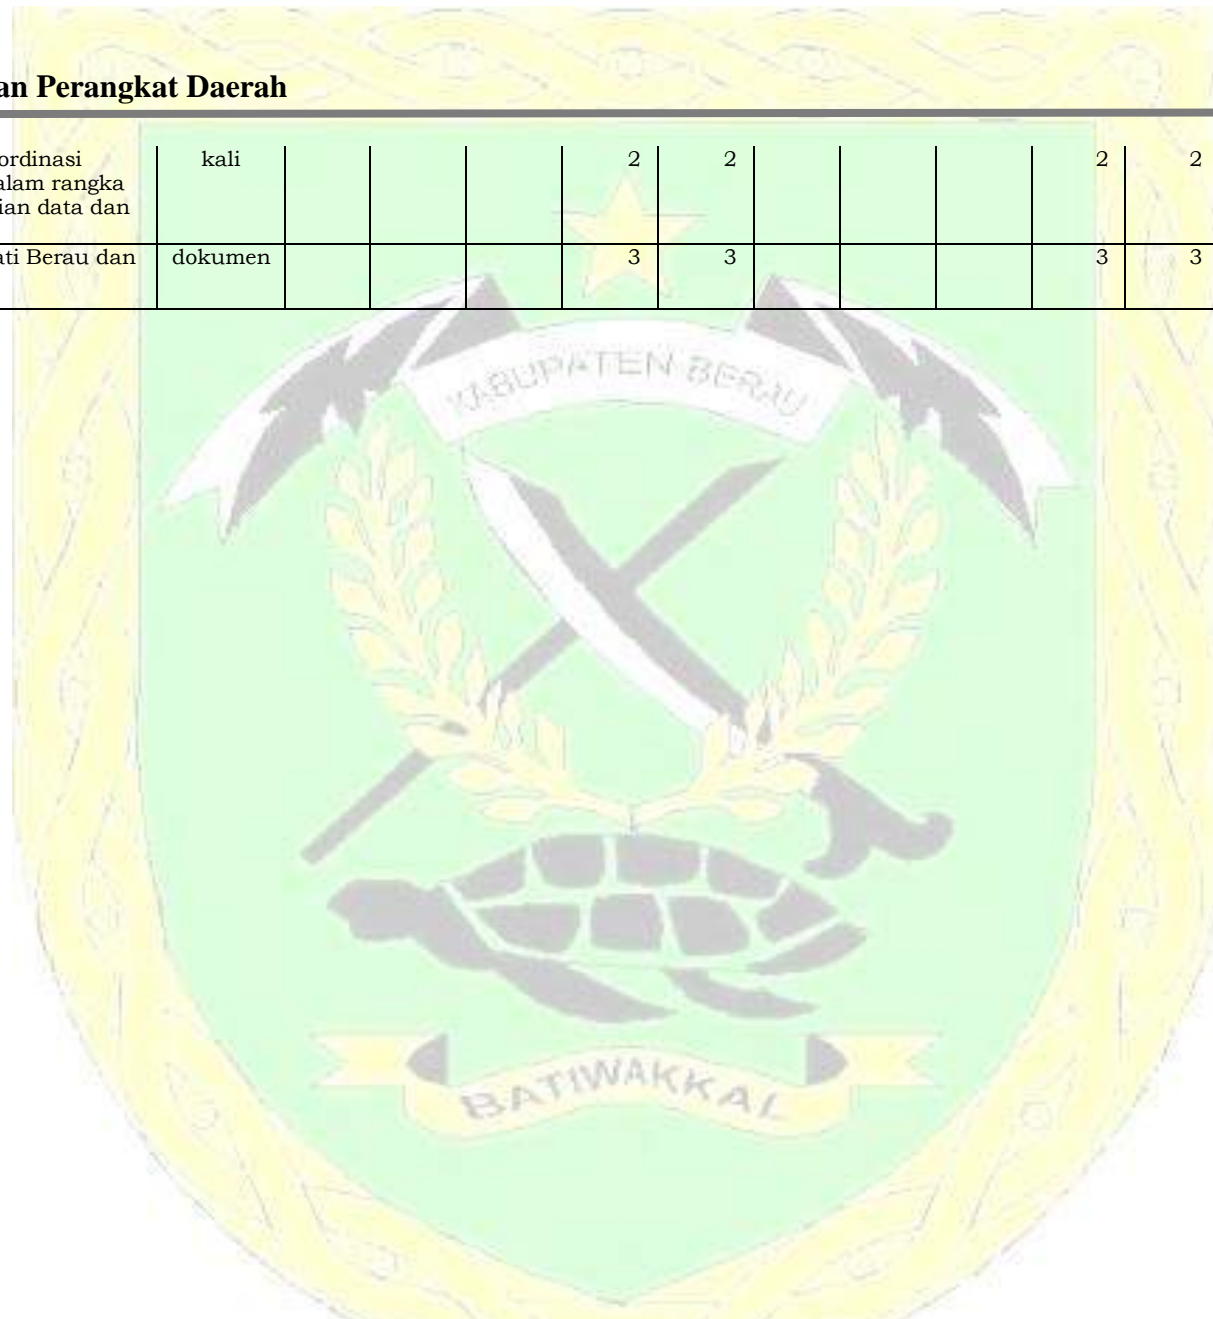 an Perangkat Daerah
ordinasi kali 2 2 2 2
alam rangka
ian data dan
ati Berau dan dokumen 3 3 3 3
KABUPATEN BERAU
BATIWAKKAL